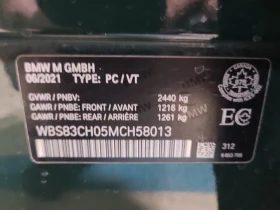 BMW M GMBH
06/2021 TYPE: PC / VT
GVWR / PNBV: 2440 kg
GAWR / PNBE: FRONT / AVANT 1216 kg
GAWR / PNBE: REAR / ARRIÈRE 1261 kg
WBS83CH05MCH58013
EC
312